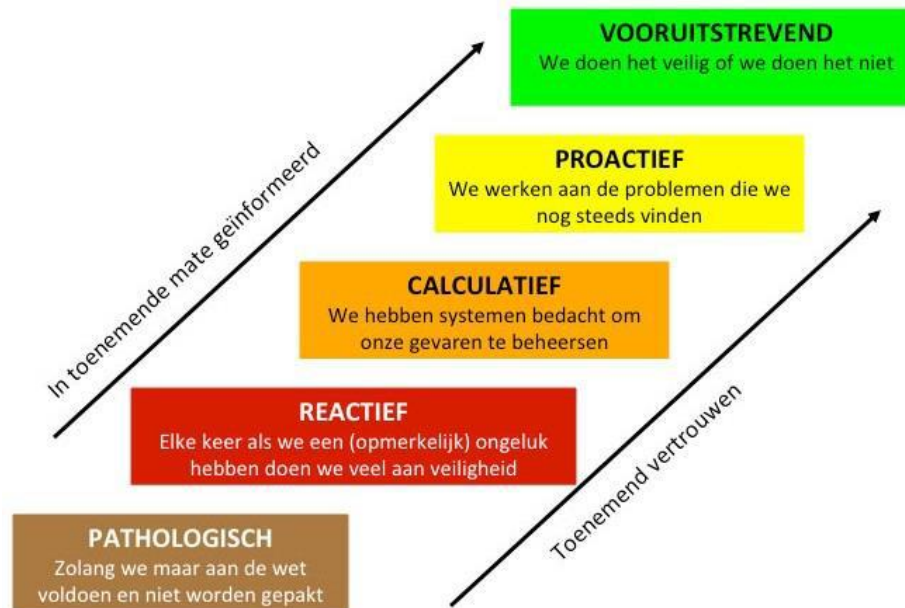 VOORUITSTREVEND
We doen het veilig of we doen het niet
PROACTIEF
We werken aan de problemen die we
nog steeds vinden
CALCULATIEF
We hebben systemen bedacht om
onze gevaren te beheersen
REACTIEF
Elke keer als we een (opmerkelijk) ongeluk
hebben doen we veel aan veiligheid
PATHOLOGISCH
Zolang we maar aan de wet
voldoen en niet worden gepakt
In toenemende mate geïnformeerd
Toenemend vertrouwen